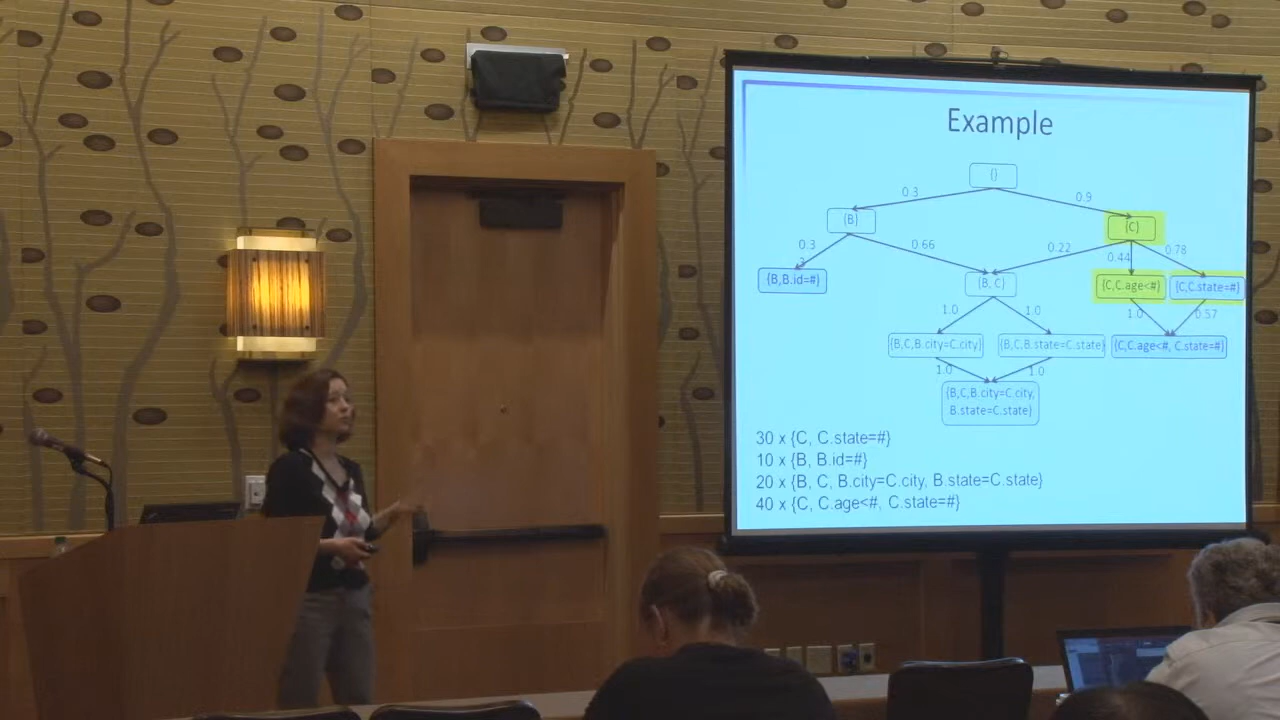 Example
{}
0.3
0.9
{B}
{C}
0.3
0.66
0.22
0.44
0.78
{B,B.id=#}
{B, C}
{C,C.age<#}
{C,C.state=#}
1.0
1.0
1.0
0.57
{B,C,B.city=C.city}
{B,C,B.state=C.state}
{C,C.age<#, C.state=#}
1.0
1.0
{B,C,B.city=C.city,
B.state=C.state}
30 x {C, C.state=#}
10 x {B, B.id=#}
20 x {B, C, B.city=C.city, B.state=C.state}
40 x {C, C.age<#, C.state=#}